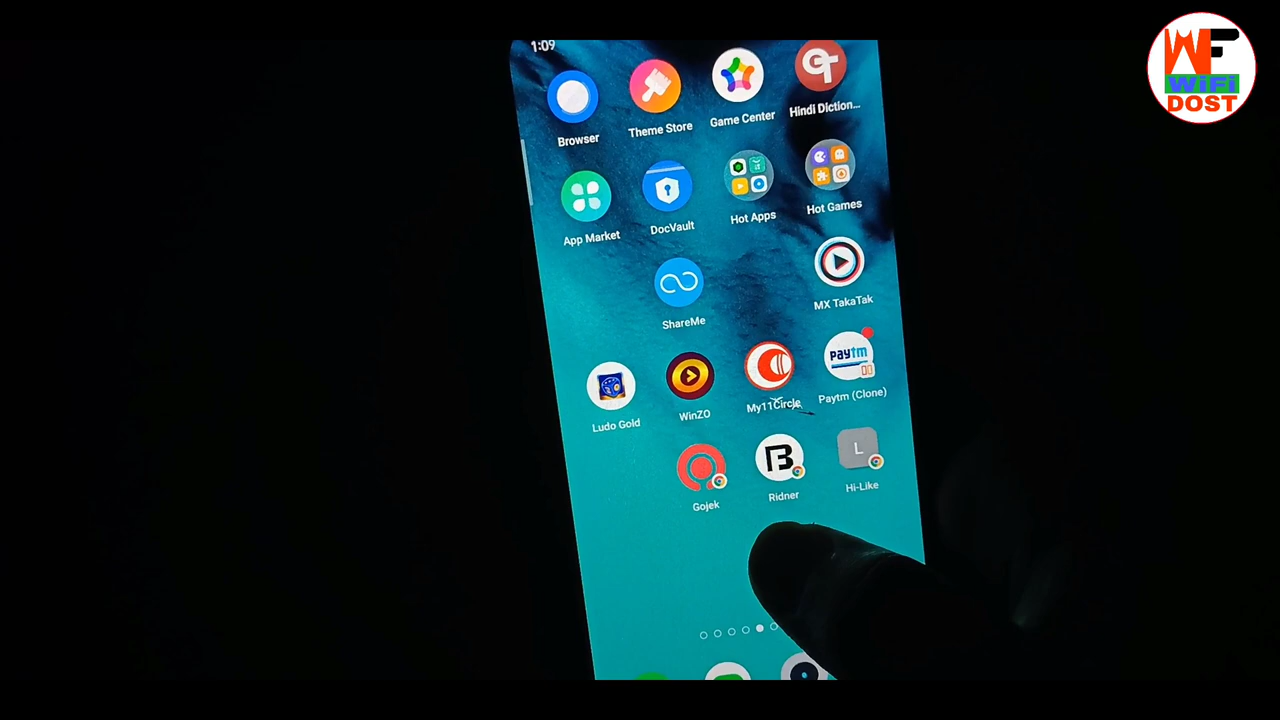 1:09
WF
WiFi
DOST
Browser
Theme Store
Game Center
Hindi Diction...
App Market
DocVault
Hot Apps
Hot Games
ShareMe
MX TakaTak
Ludo Gold
WinZO
My11Circle
paytm
Paytm (Clone)
Gojek
Ridner
L
Hi-Like